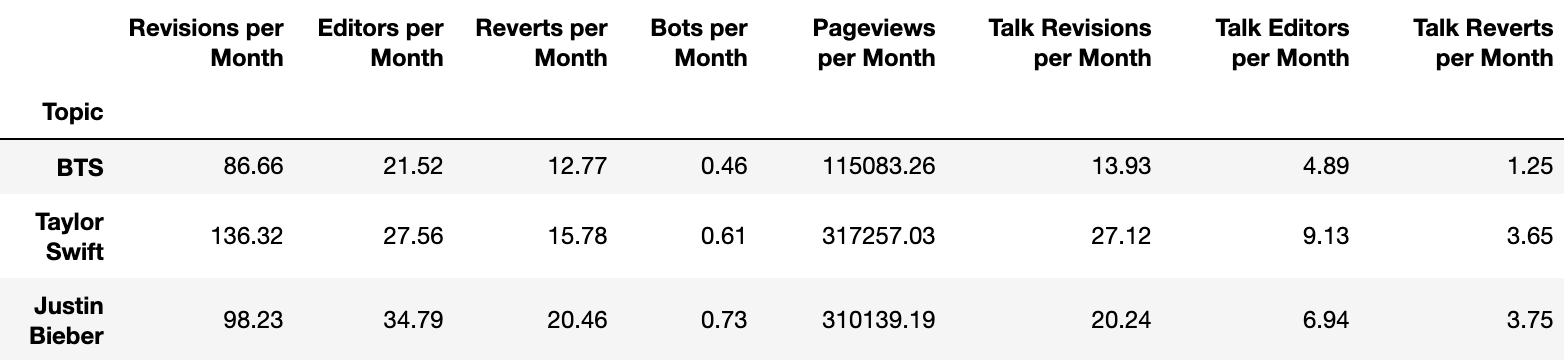 Revisions per Month Editors per Month Reverts per Month Bots per Month Pageviews per Month Talk Revisions per Month Talk Editors per Month Talk Reverts per Month
Topic
BTS 86.66 21.52 12.77 0.46 115083.26 13.93 4.89 1.25
Taylor Swift 136.32 27.56 15.78 0.61 317257.03 27.12 9.13 3.65
Justin Bieber 98.23 34.79 20.46 0.73 310139.19 20.24 6.94 3.75